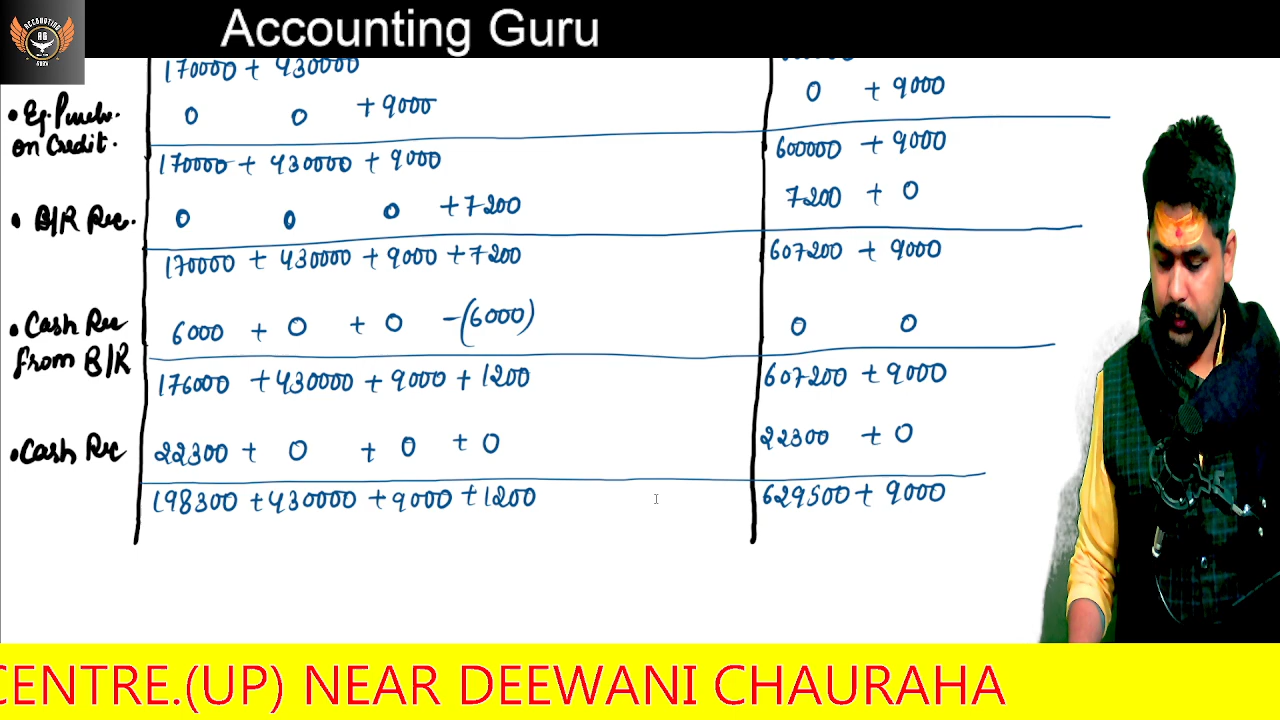 Accounting Guru
ACCOUNTING
AG
GURU
170000 + 430000
• Eq. Purch. 0 0 + 9000 0 + 9000
on Credit.
170000 + 430000 + 9000 600000 + 9000
• B/R Rec. 0 0 0 + 7200 7200 + 0
170000 + 430000 + 9000 + 7200 607200 + 9000
• Cash Rec 6000 + 0 + 0 -(6000) 0 0
from B/R
176000 + 430000 + 9000 + 1200 607200 + 9000
• Cash Rec 22300 + 0 + 0 + 0 22300 + 0
198300 + 430000 + 9000 + 1200 629500 + 9000
CENTRE.(UP) NEAR DEEWANI CHAURAHA